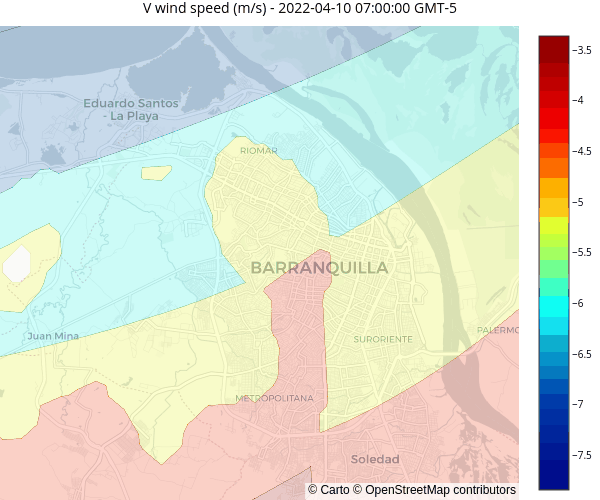 V wind speed (m/s) - 2022-04-10 07:00:00 GMT-5
−3.5
Eduardo Santos
- La Playa
−4
RIOMAR
−4.5
−5
−5.5
BARRANQUILLA
−6
Juan Mina
SURORIENTE
PALERMO
−6.5
METROPOLITANA
−7
Soledad
−7.5
© Carto © OpenStreetMap contributors